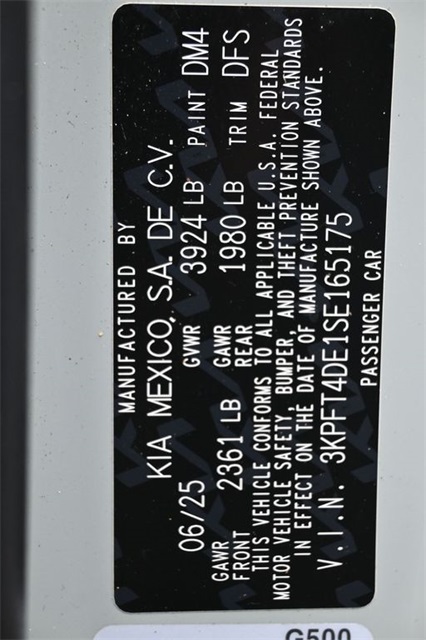 MANUFACTURED BY
KIA MEXICO, S.A. DE C.V.
06/25 GVWR 3924 LB PAINT DM4
GAWR FRONT 2361 LB GAWR REAR 1980 LB TRIM DFS
THIS VEHICLE CONFORMS TO ALL APPLICABLE U.S.A. FEDERAL
MOTOR VEHICLE SAFETY, BUMPER, AND THEFT PREVENTION STANDARDS
IN EFFECT ON THE DATE OF MANUFACTURE SHOWN ABOVE.
V.I.N. 3KPFT4DE1SE165175
PASSENGER CAR
G500